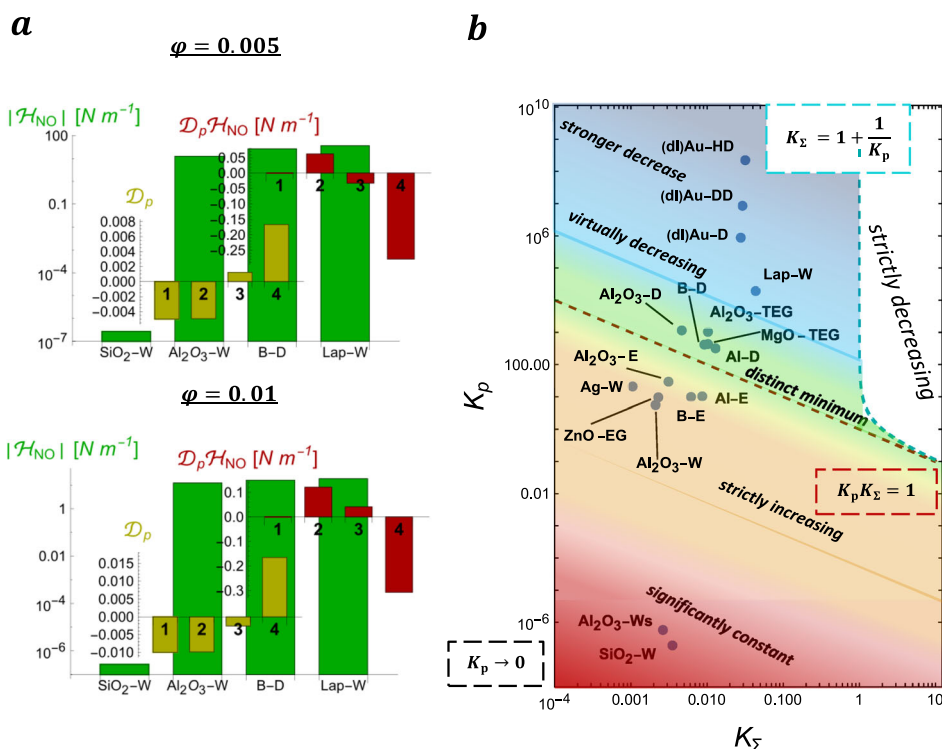 a
φ = 0.005
|ℋNO| [N m⁻¹]
𝒟pℋNO [N m⁻¹]
100
0.1
10⁻⁴
10⁻⁷
𝒟p
0.008
0.006
0.004
0.002
0.000
−0.002
−0.004
0.05
0.00
−0.05
−0.10
−0.15
−0.20
−0.25
1
2
3
4
1
2
3
4
SiO₂−W
Al₂O₃−W
B−D
Lap−W
φ = 0.01
|ℋNO| [N m⁻¹]
𝒟pℋNO [N m⁻¹]
1
0.01
10⁻⁴
10⁻⁶
𝒟p
0.015
0.010
0.005
0.000
−0.005
−0.010
0.1
0.0
−0.1
−0.3
1
2
3
4
1
2
3
4
SiO₂−W
Al₂O₃−W
B−D
Lap−W
b
Kp
10¹⁰
10⁶
100.00
0.01
10⁻⁶
KΣ = 1 + 1/Kp
stronger decrease
(dl)Au−HD
(dl)Au−DD
(dl)Au−D
virtually decreasing
strictly decreasing
Lap−W
B−D
Al₂O₃−D
Al₂O₃−TEG
MgO−TEG
Al−D
Al₂O₃−E
distinct minimum
Ag−W
Al−E
B−E
ZnO−EG
Al₂O₃−W
KpKΣ = 1
strictly increasing
Al₂O₃−Ws
significantly constant
SiO₂−W
Kp → 0
10⁻⁴
0.001
0.010
0.100
1
10
KΣ